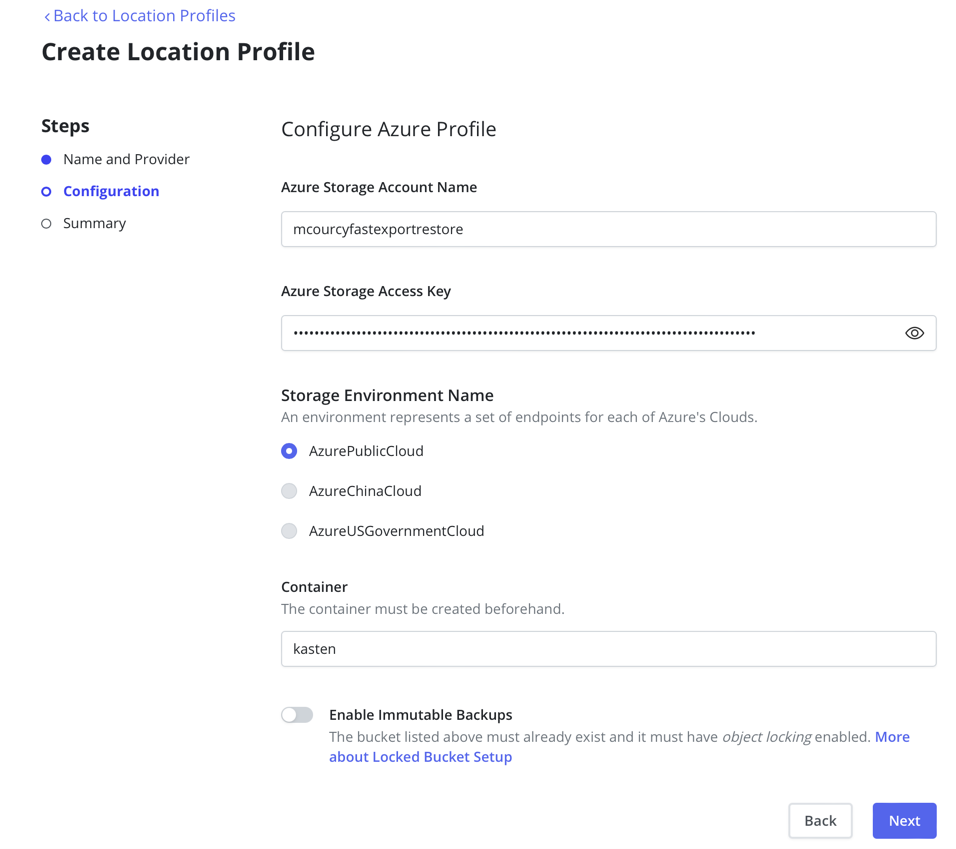 ‹ Back to Location Profiles
Create Location Profile
Steps
Name and Provider
Configuration
Summary
Configure Azure Profile
Azure Storage Account Name
mcourcyfastexportrestore
Azure Storage Access Key
Storage Environment Name
An environment represents a set of endpoints for each of Azure's Clouds.
AzurePublicCloud
AzureChinaCloud
AzureUSGovernmentCloud
Container
The container must be created beforehand.
kasten
Enable Immutable Backups
The bucket listed above must already exist and it must have object locking enabled. More
about Locked Bucket Setup
Back
Next